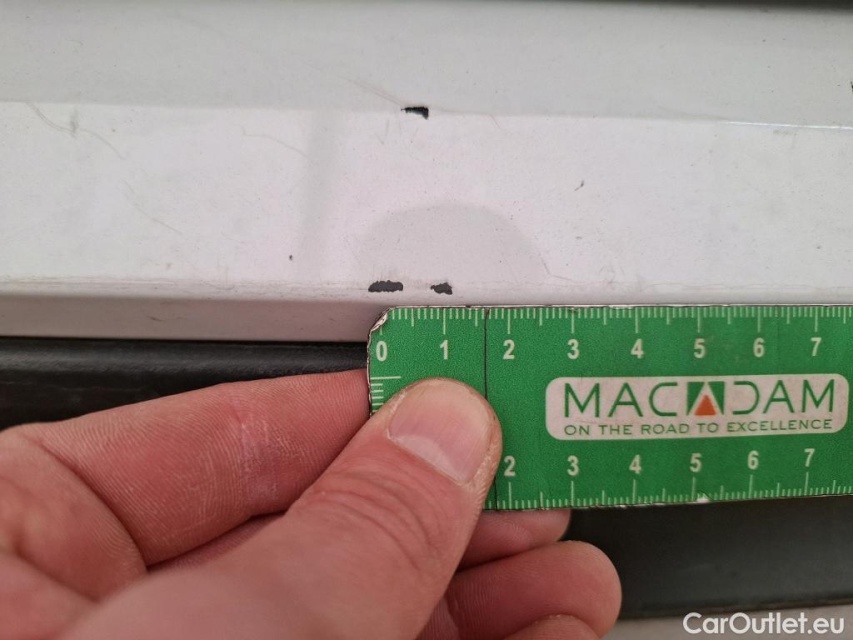 0 1 2 3 4 5 6 7
MACADAM
ON THE ROAD TO EXCELLENCE
2 3 4 5 6 7
CarOutlet.eu